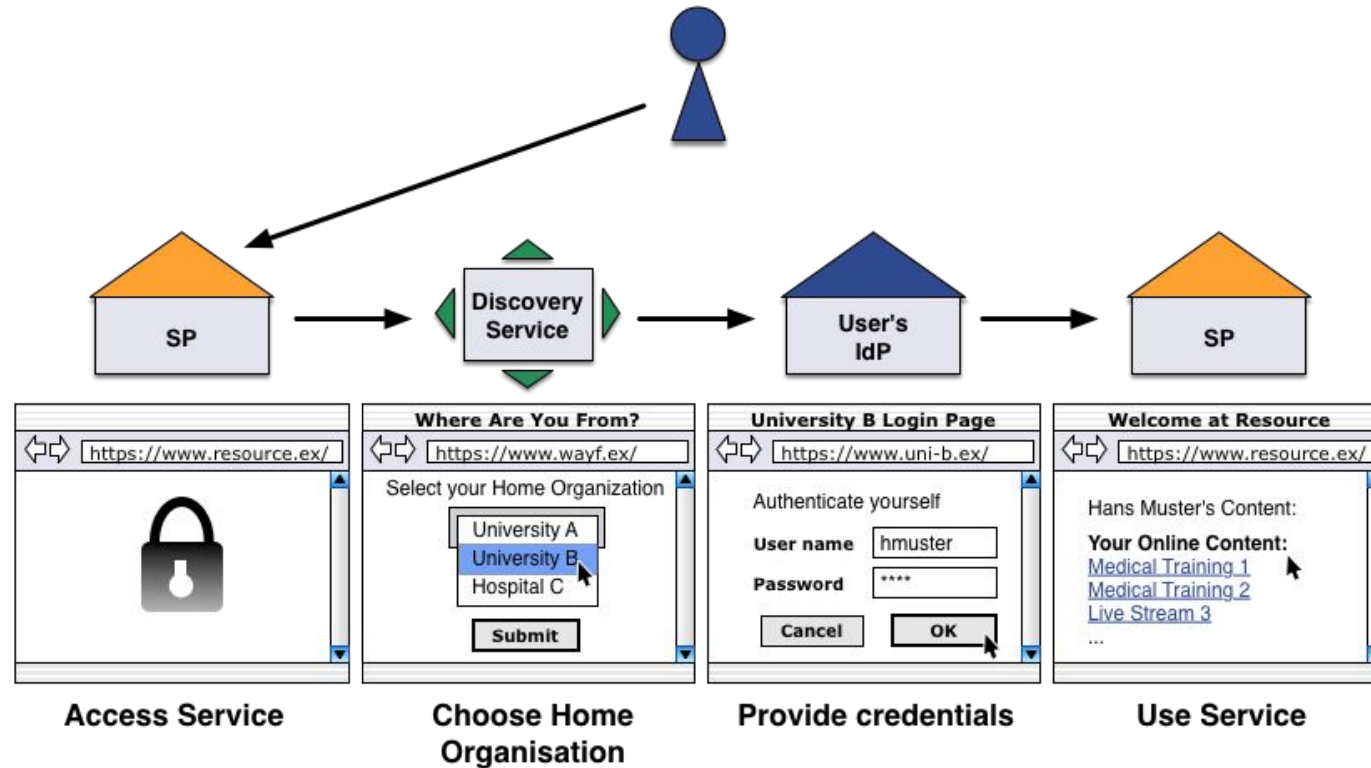 SP
Discovery
Service
User's
IdP
SP
https://www.resource.ex/
Where Are You From?
https://www.wayf.ex/
Select your Home Organization
University A
University B
Hospital C
Submit
University B Login Page
https://www.uni-b.ex/
Authenticate yourself
User name hmuster
Password ****
Cancel OK
Welcome at Resource
https://www.resource.ex/
Hans Muster's Content:
Your Online Content:
Medical Training 1
Medical Training 2
Live Stream 3
...
Access Service
Choose Home
Organisation
Provide credentials
Use Service